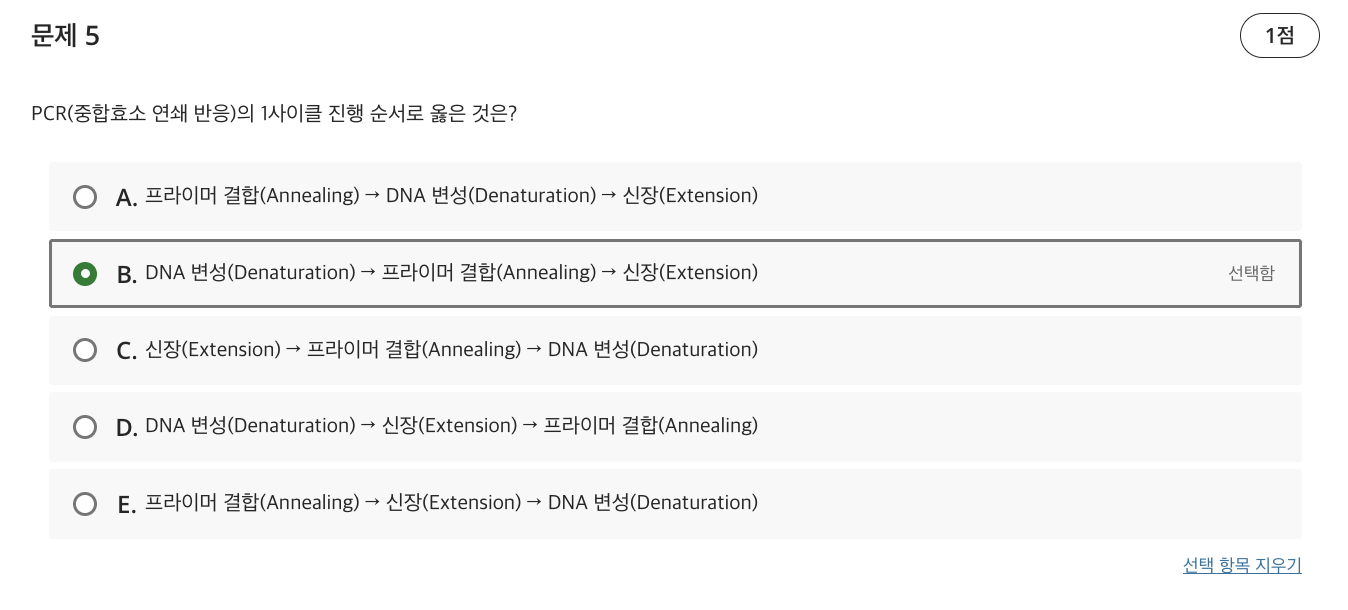 문제 5
1점
PCR(중합효소 연쇄 반응)의 1사이클 진행 순서로 옳은 것은?
A. 프라이머 결합(Annealing) → DNA 변성(Denaturation) → 신장(Extension)
B. DNA 변성(Denaturation) → 프라이머 결합(Annealing) → 신장(Extension)
선택함
C. 신장(Extension) → 프라이머 결합(Annealing) → DNA 변성(Denaturation)
D. DNA 변성(Denaturation) → 신장(Extension) → 프라이머 결합(Annealing)
E. 프라이머 결합(Annealing) → 신장(Extension) → DNA 변성(Denaturation)
선택 항목 지우기